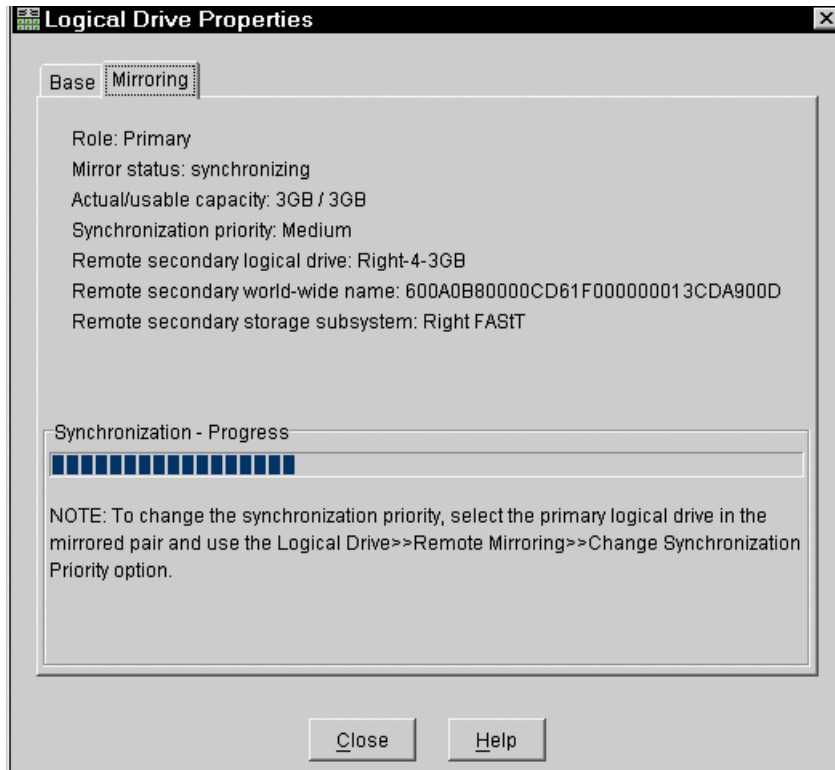 Logical Drive Properties
Base
Mirroring
Role: Primary
Mirror status: synchronizing
Actual/usable capacity: 3GB / 3GB
Synchronization priority: Medium
Remote secondary logical drive: Right-4-3GB
Remote secondary world-wide name: 600A0B80000CD61F000000013CDA900D
Remote secondary storage subsystem: Right FAStT
Synchronization - Progress
NOTE: To change the synchronization priority, select the primary logical drive in the
mirrored pair and use the Logical Drive>>Remote Mirroring>>Change Synchronization
Priority option.
Close
Help